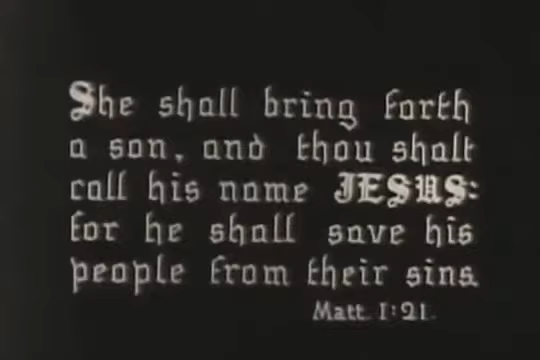 She shall bring forth
a son, and thou shalt
call his name JESUS:
for he shall save his
people from their sins.
Matt. 1:21.